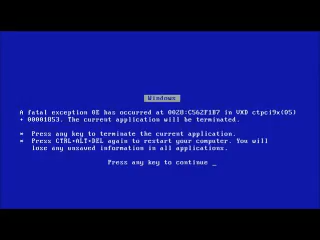 Windows
A fatal exception 0E has occurred at 0028:C562F1B7 in VXD ctpci9x(05)
+ 00001853. The current application will be terminated.
* Press any key to terminate the current application.
* Press CTRL+ALT+DEL again to restart your computer. You will
lose any unsaved information in all applications.
Press any key to continue _